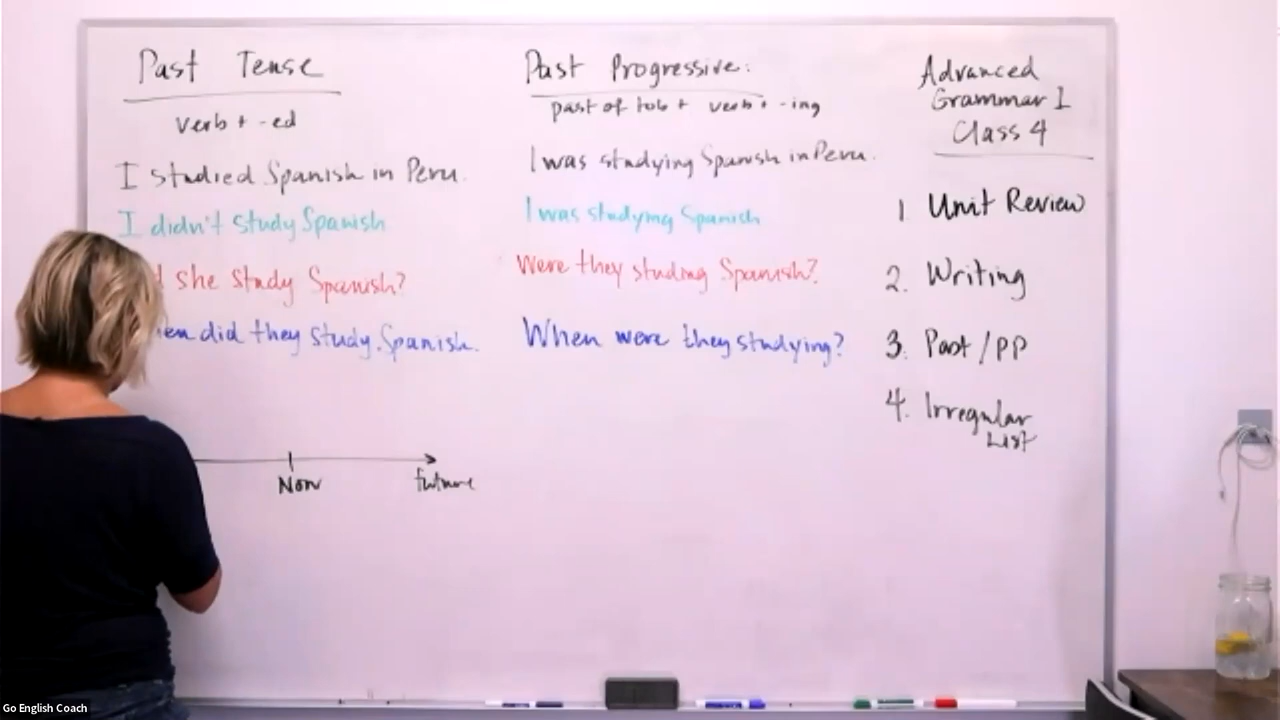 Past Tense
verb + -ed
I studied Spanish in Peru.
I didn't study Spanish
she study Spanish?
did they study Spanish.
Now
future
Past Progressive:
past of tob + verb + -ing
I was studying Spanish in Peru.
I was studying Spanish
Were they studing Spanish?
When were they studying?
Advanced
Grammar I
Class 4
1 Unit Review
2. Writing
3. Past / PP
4. Irregular
List
Go English Coach